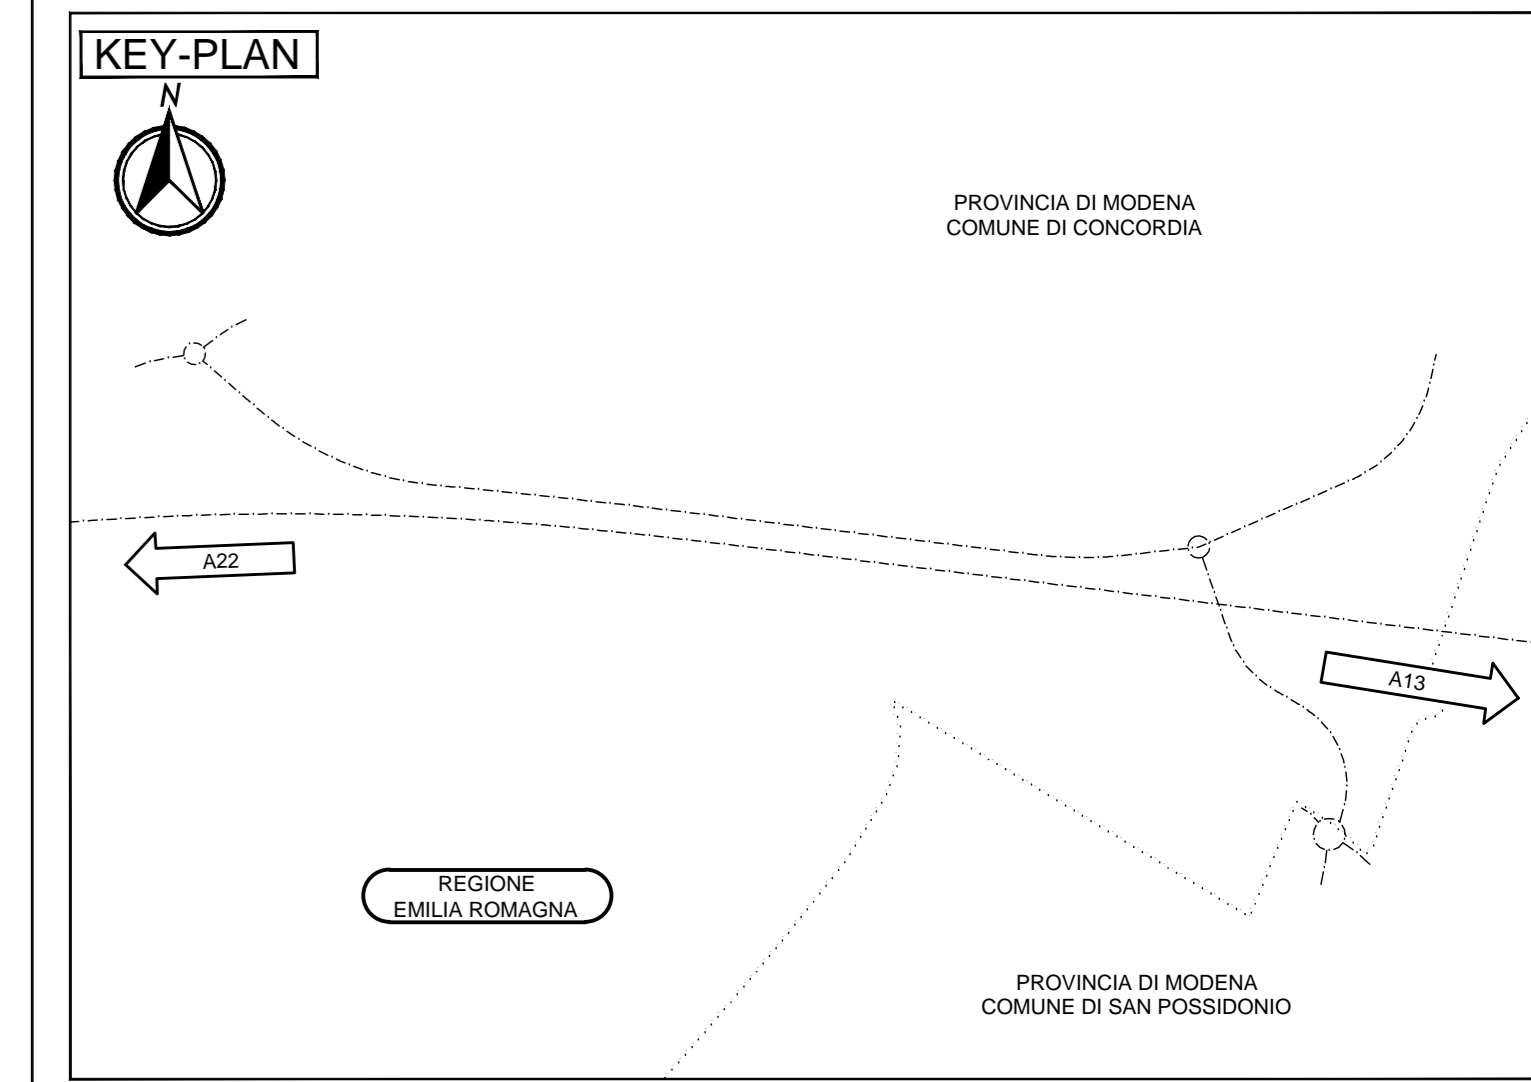 KEY-PLAN
N
PROVINCIA DI MODENA
COMUNE DI CONCORDIA
A22
A13
REGIONE
EMILIA ROMAGNA
PROVINCIA DI MODENA
COMUNE DI SAN POSSIDONIO